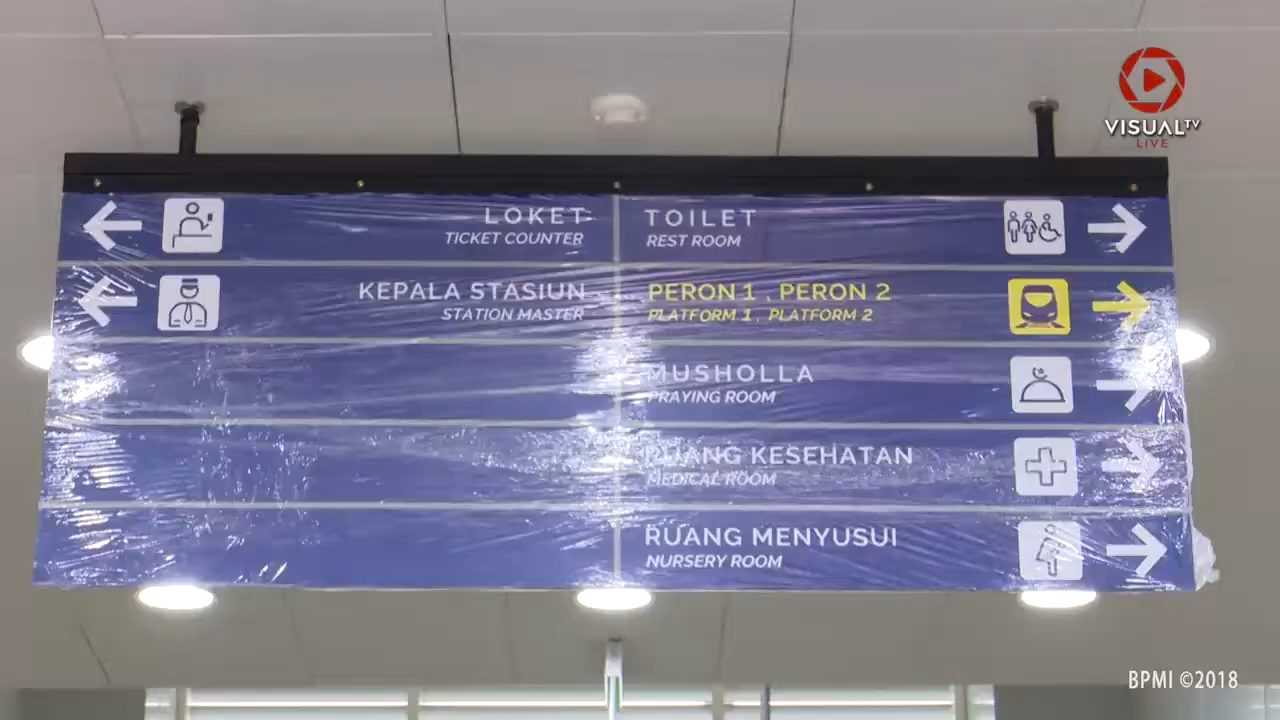 VISUAL TV
LIVE
LOKET
TICKET COUNTER
TOILET
REST ROOM
KEPALA STASIUN
STATION MASTER
PERON 1 , PERON 2
PLATFORM 1 , PLATFORM 2
MUSHOLLA
PRAYING ROOM
RUANG KESEHATAN
MEDICAL ROOM
RUANG MENYUSUI
NURSERY ROOM
BPMI ©2018